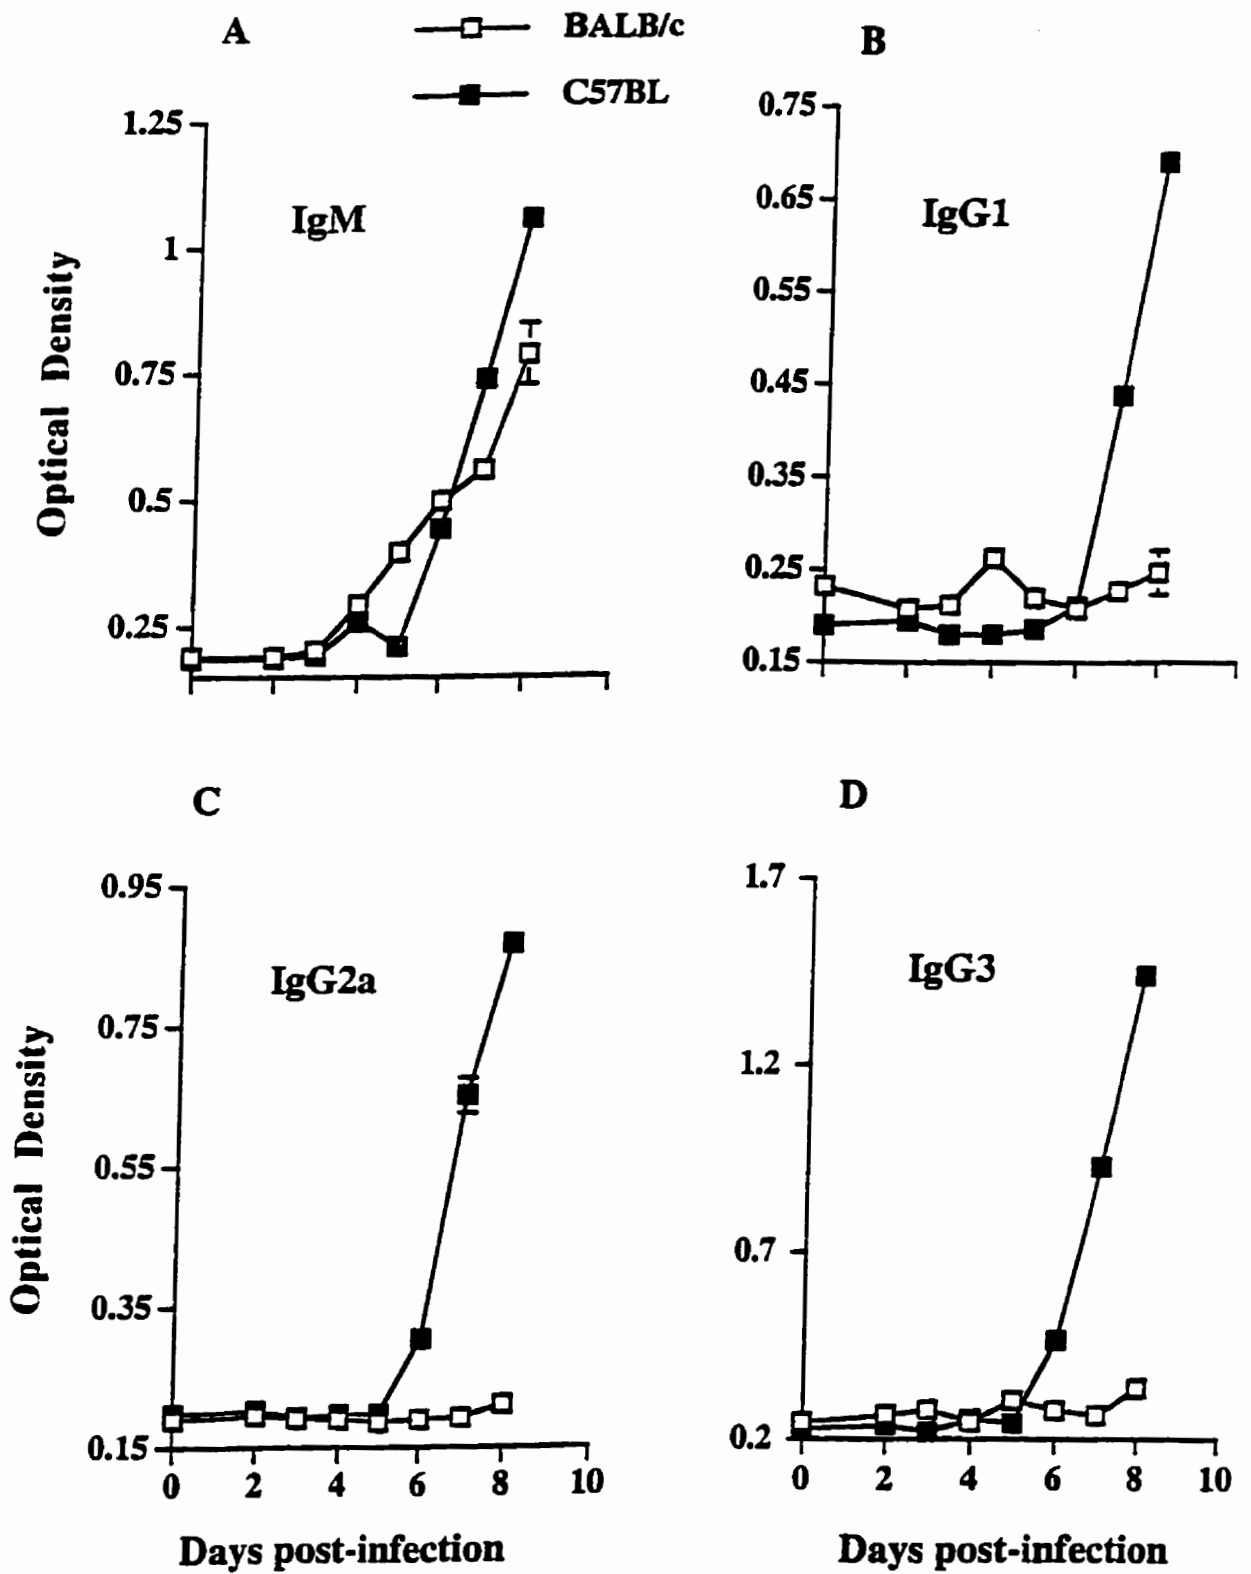 A
BALB/c
C57BL
B
1.25
1
0.75
0.5
0.25
IgM
Optical Density
0.75
0.65
0.55
0.45
0.35
0.25
0.15
IgG1
C
0.95
0.75
0.55
0.35
0.15
IgG2a
Optical Density
0 2 4 6 8 10
Days post-infection
D
1.7
1.2
0.7
0.2
IgG3
0 2 4 6 8 10
Days post-infection